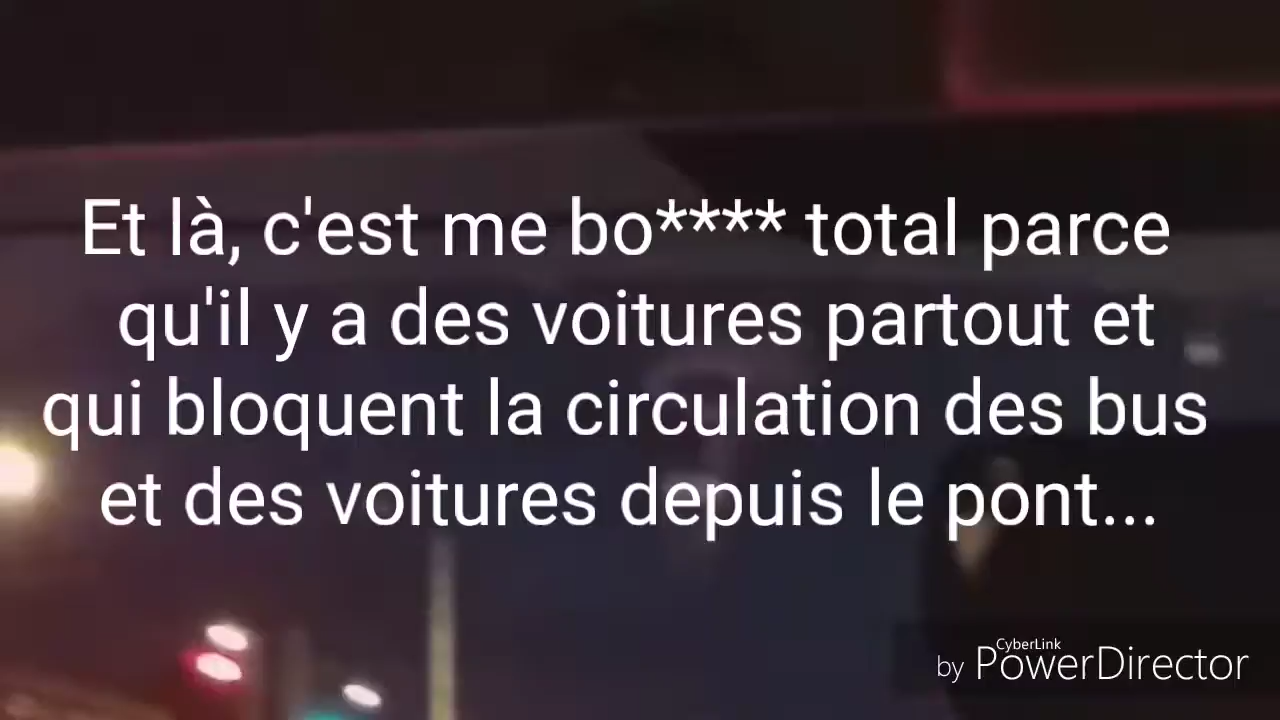 Et là, c'est me bo**** total parce
qu'il y a des voitures partout et
qui bloquent la circulation des bus
et des voitures depuis le pont...
CyberLink
by PowerDirector